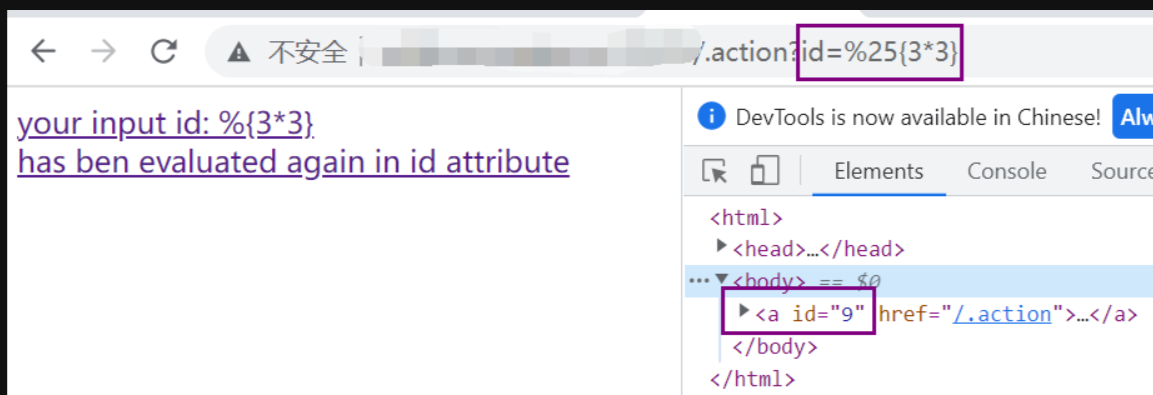 不安全
/.action?id=%25{3*3}
your input id: %{3*3}
has ben evaluated again in id attribute
DevTools is now available in Chinese!
Alw
Elements
Console
Source
<html>
<head>…</head>
<body> == $0
<a id="9" href="/.action">…</a>
</body>
</html>